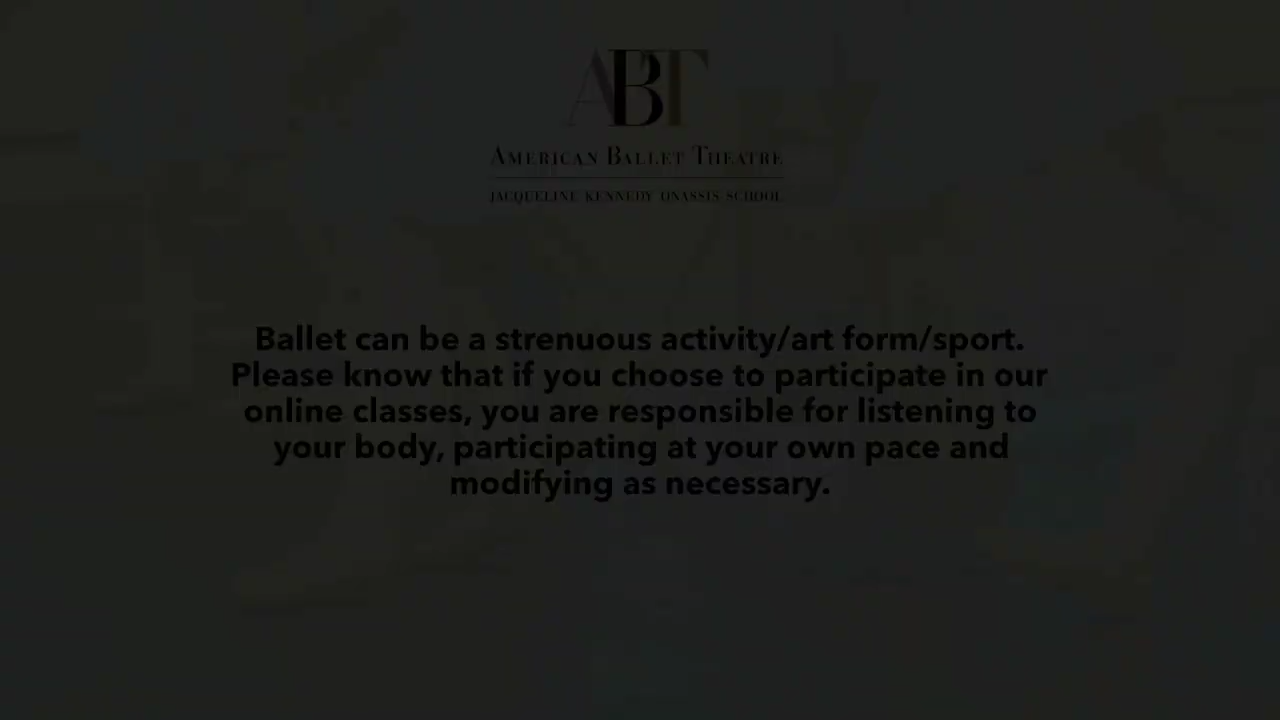 ABT
AMERICAN BALLET THEATRE
JACQUELINE KENNEDY ONASSIS SCHOOL
Ballet can be a strenuous activity/art form/sport.
Please know that if you choose to participate in our
online classes, you are responsible for listening to
your body, participating at your own pace and
modifying as necessary.